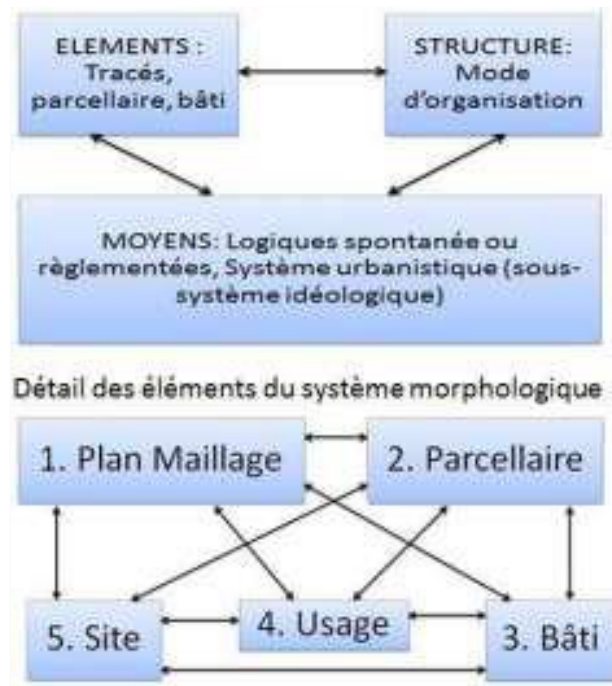 ELEMENTS :
Tracés,
parcellaire, bâti
STRUCTURE:
Mode
d'organisation
MOYENS: Logiques spontanée ou
règlementées, Système urbanistique (sous-
système idéologique)
Détail des éléments du système morphologique
1. Plan Maillage
2. Parcellaire
5. Site
4. Usage
3. Bâti